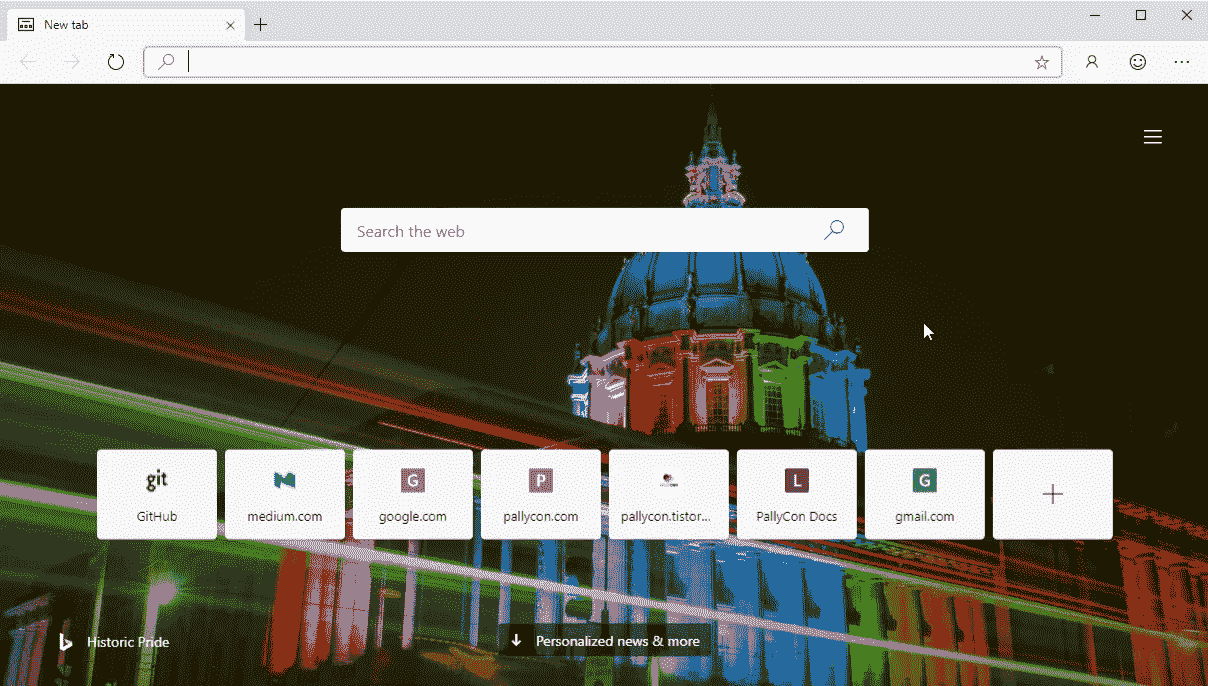 New tab
Search the web
git
GitHub
medium.com
G
google.com
P
pallycon.com
pallycon.tistor...
L
PallyCon Docs
G
gmail.com
Historic Pride
Personalized news & more